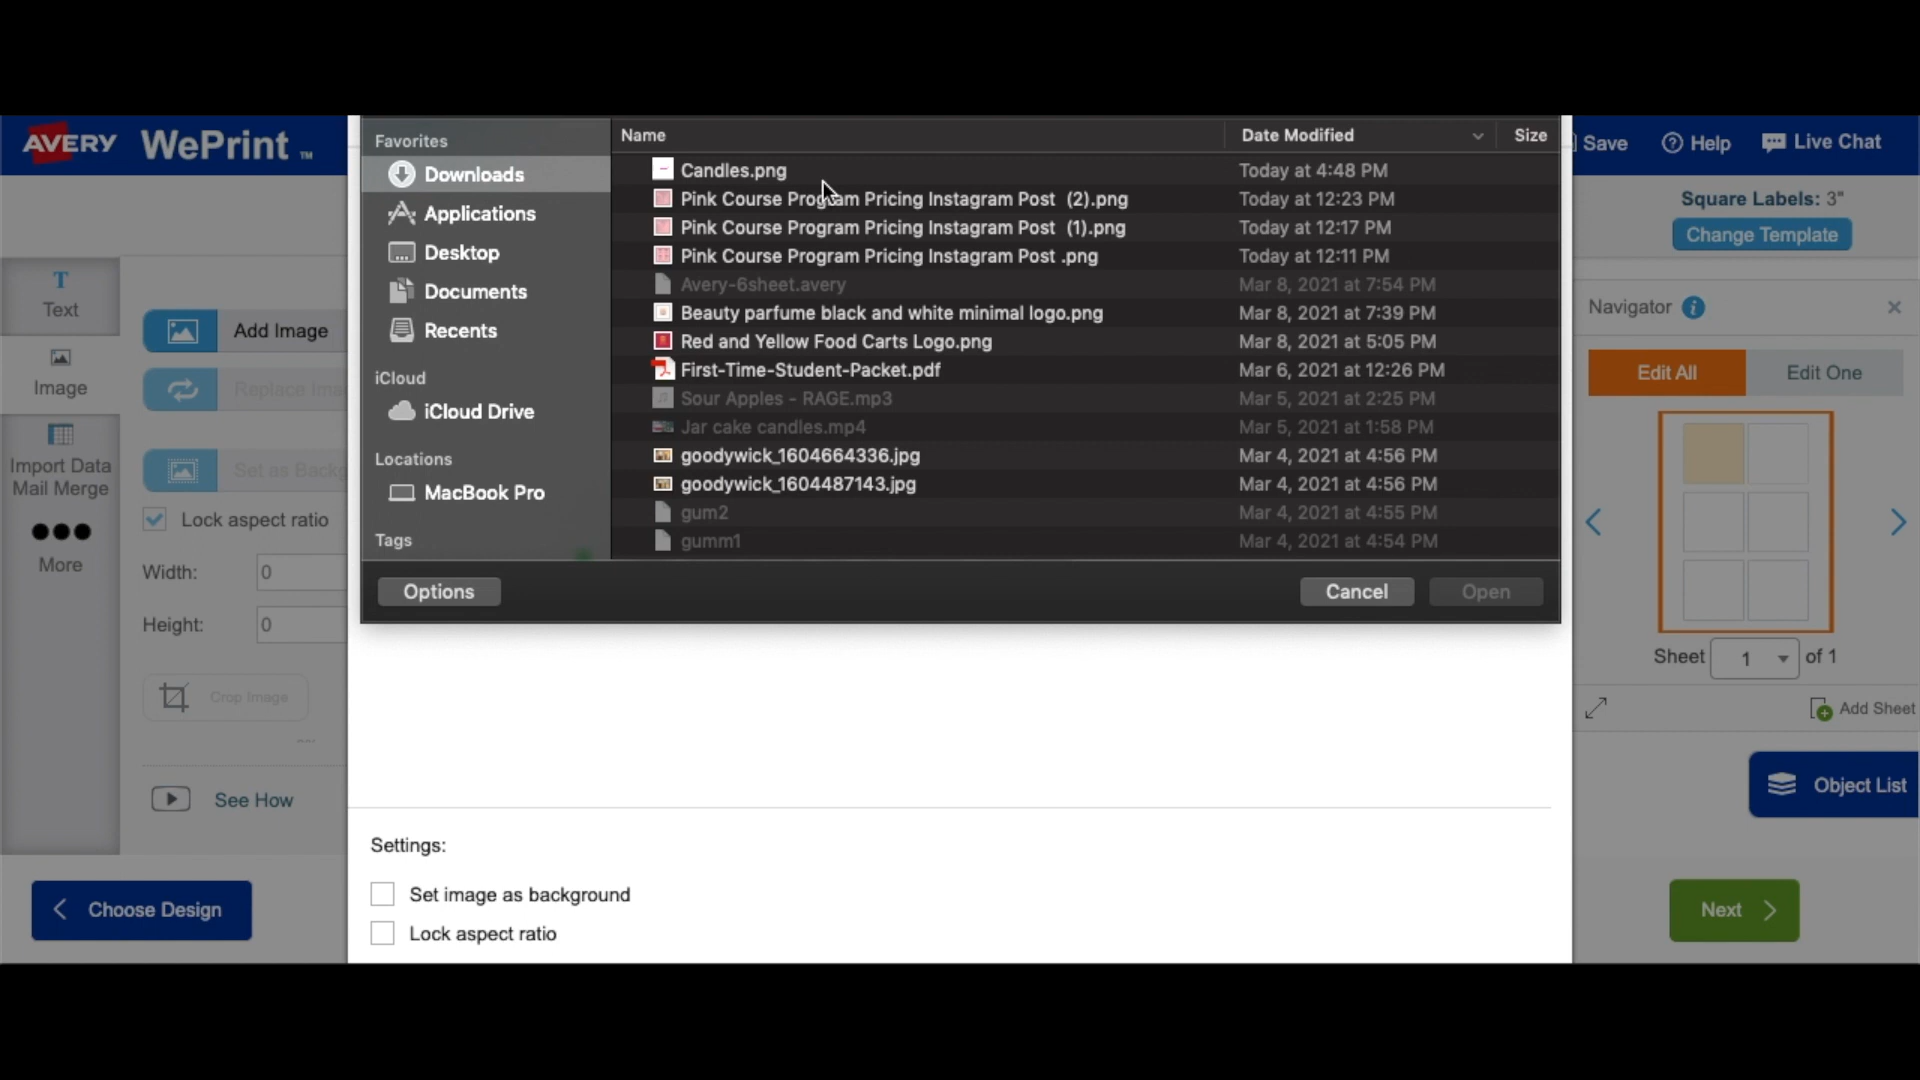 AVERY WePrint ™
Save
Help
Live Chat
Square Labels: 3"
Change Template
Text
Image
Import Data
Mail Merge
More
Add Image
Replace Ima
Set as Backg
Lock aspect ratio
Width: 0
Height: 0
Crop Image
See How
Choose Design
Favorites
Downloads
Applications
Desktop
Documents
Recents
iCloud
iCloud Drive
Locations
MacBook Pro
Tags
Name Date Modified Size
Candles.png Today at 4:48 PM
Pink Course Program Pricing Instagram Post (2).png Today at 12:23 PM
Pink Course Program Pricing Instagram Post (1).png Today at 12:17 PM
Pink Course Program Pricing Instagram Post .png Today at 12:11 PM
Avery-6sheet.avery Mar 8, 2021 at 7:54 PM
Beauty parfume black and white minimal logo.png Mar 8, 2021 at 7:39 PM
Red and Yellow Food Carts Logo.png Mar 8, 2021 at 5:05 PM
First-Time-Student-Packet.pdf Mar 6, 2021 at 12:26 PM
Sour Apples - RAGE.mp3 Mar 5, 2021 at 2:25 PM
Jar cake candles.mp4 Mar 5, 2021 at 1:58 PM
goodywick_1604664336.jpg Mar 4, 2021 at 4:56 PM
goodywick_1604487143.jpg Mar 4, 2021 at 4:56 PM
gum2 Mar 4, 2021 at 4:55 PM
gumm1 Mar 4, 2021 at 4:54 PM
Options Cancel Open
Settings:
Set image as background
Lock aspect ratio
Navigator
Edit All Edit One
Sheet 1 of 1
Add Sheet
Object List
Next